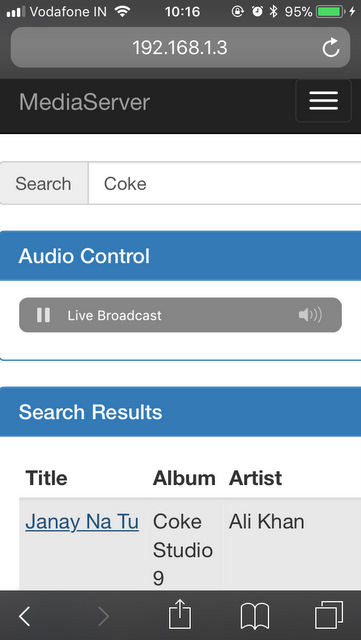 Vodafone IN 10:16 95%
192.168.1.3
MediaServer
Search Coke
Audio Control
Live Broadcast
Search Results
Title Album Artist
Janay Na Tu Coke Ali Khan
Studio
9